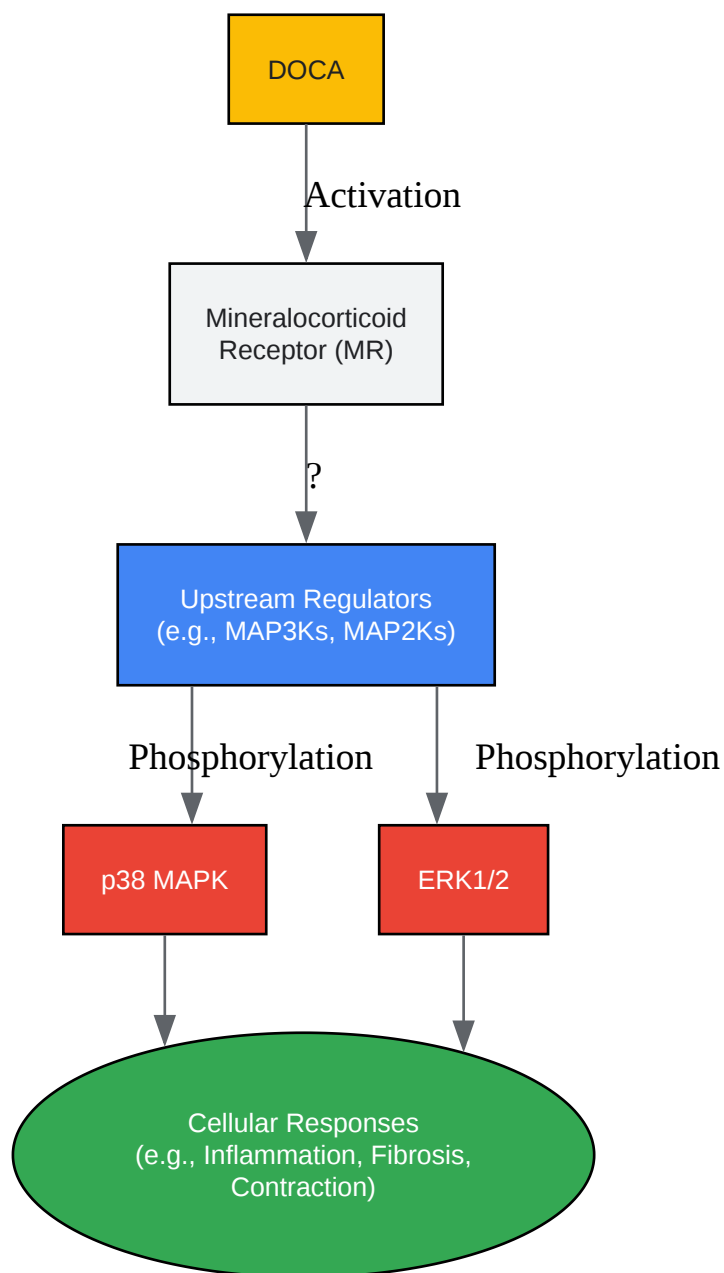 DOCA
Activation
Mineralocorticoid
Receptor (MR)
?
Upstream Regulators
(e.g., MAP3Ks, MAP2Ks)
Phosphorylation
Phosphorylation
p38 MAPK
ERK1/2
Cellular Responses
(e.g., Inflammation, Fibrosis,
Contraction)